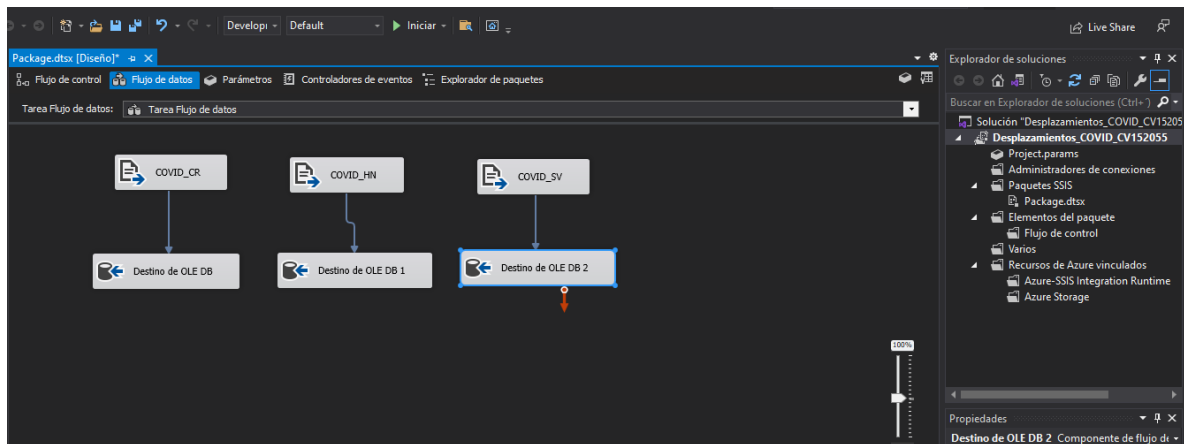 Developı Default Iniciar Live Share
Package.dtsx [Diseño]* Explorador de soluciones
Flujo de control Flujo de datos Parámetros Controladores de eventos Explorador de paquetes
Buscar en Explorador de soluciones (Ctrl+´)
Tarea Flujo de datos: Tarea Flujo de datos
Solución "Desplazamientos_COVID_CV15205
Desplazamientos_COVID_CV152055
Project.params
Administradores de conexiones
Paquetes SSIS
Package.dtsx
Elementos del paquete
Flujo de control
Varios
Recursos de Azure vinculados
Azure-SSIS Integration Runtime
Azure Storage
COVID_CR COVID_HN COVID_SV
Destino de OLE DB Destino de OLE DB 1 Destino de OLE DB 2
100%
Propiedades
Destino de OLE DB 2 Componente de flujo de